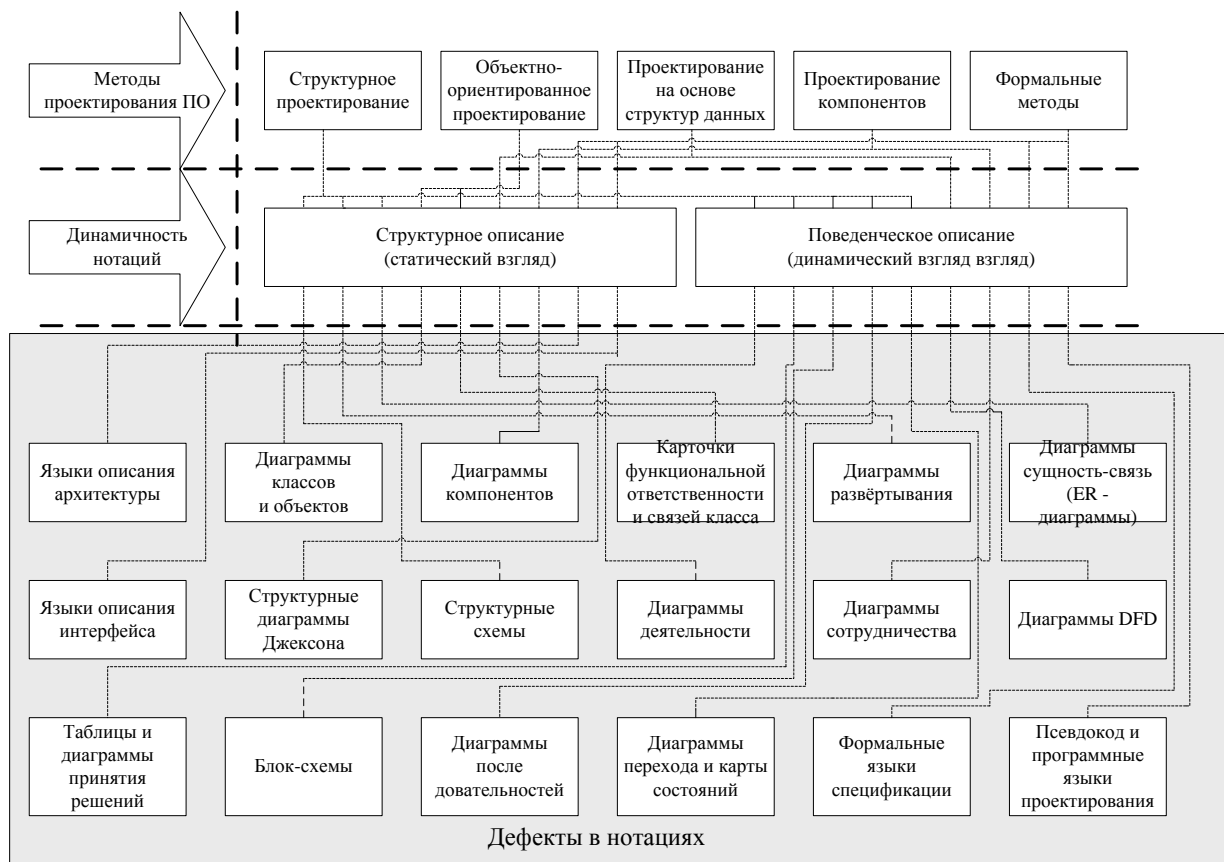 Методы
проектирования ПО
Структурное
проектирование
Объектно-
ориентированное
проектирование
Проектирование
на основе
структур данных
Проектирование
компонентов
Формальные
методы
Динамичность
нотаций
Структурное описание
(статический взгляд)
Поведенческое описание
(динамический взгляд взгляд)
Языки описания
архитектуры
Диаграммы
классов
и объектов
Диаграммы
компонентов
Карточки
функциональной
ответственности
и связей класса
Диаграммы
развёртывания
Диаграммы
сущность-связь
(ER -
диаграммы)
Языки описания
интерфейса
Структурные
диаграммы
Джексона
Структурные
схемы
Диаграммы
деятельности
Диаграммы
сотрудничества
Диаграммы DFD
Таблицы и
диаграммы
принятия
решений
Блок-схемы
Диаграммы
после
довательностей
Диаграммы
перехода и карты
состояний
Формальные
языки
спецификации
Псевдокод и
программные
языки
проектирования
Дефекты в нотациях